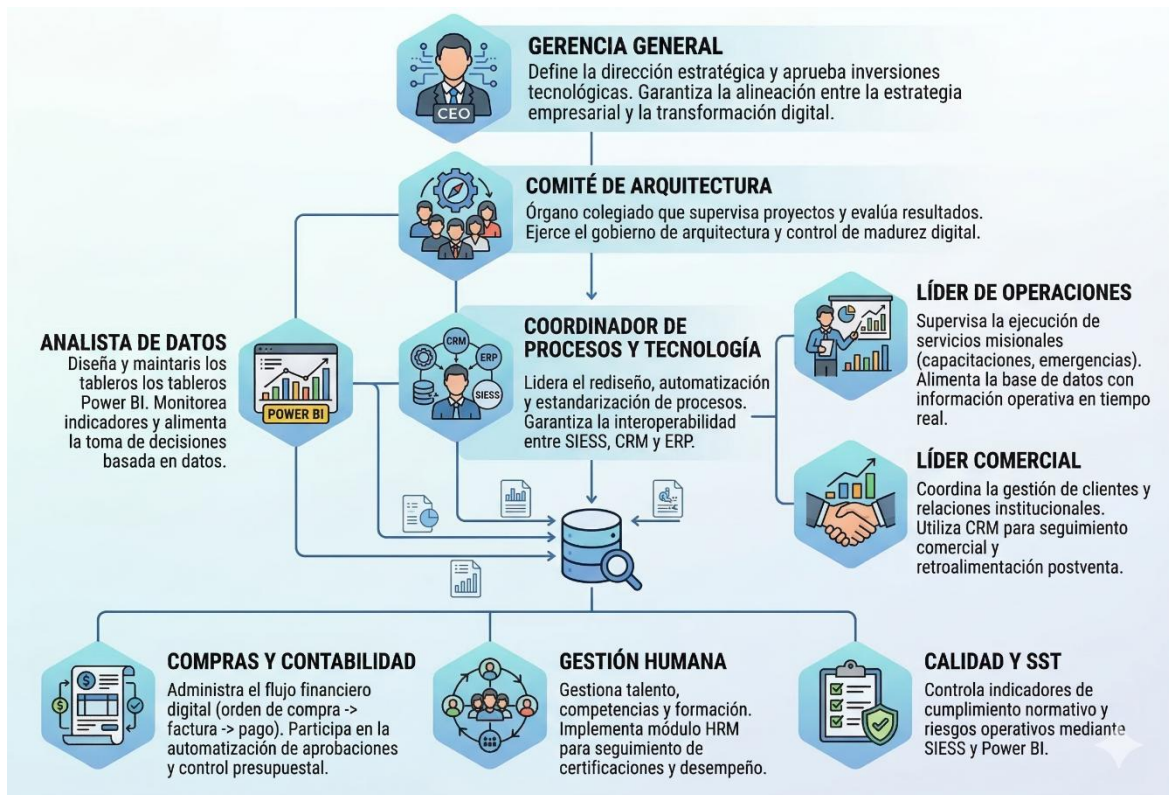 GERENCIA GENERAL
Define la dirección estratégica y aprueba inversiones
tecnológicas. Garantiza la alineación entre la estrategia
empresarial y la transformación digital.
CEO
COMITÉ DE ARQUITECTURA
Órgano colegiado que supervisa proyectos y evalúa resultados.
Ejerce el gobierno de arquitectura y control de madurez digital.
ANALISTA DE DATOS
Diseña y maintaris los
tableros los tableros
Power BI. Monitorea
indicadores y alimenta
la toma de decisiones
basada en datos.
POWER BI
CRM
ERP
SIESS
COORDINADOR DE
PROCESOS Y TECNOLOGÍA
Lidera el rediseño, automatización
y estandarización de procesos.
Garantiza la interoperabilidad
entre SIESS, CRM y ERP.
LÍDER DE OPERACIONES
Supervisa la ejecución de
servicios misionales
(capacitaciones, emergencias).
Alimenta la base de datos con
información operativa en tiempo
real.
LÍDER COMERCIAL
Coordina la gestión de clientes y
relaciones institucionales.
Utiliza CRM para seguimiento
comercial y
retroalimentación postventa.
COMPRAS Y CONTABILIDAD
Administra el flujo financiero
digital (orden de compra ->
factura -> pago). Participa en la
automatización de aprobaciones
y control presupuestal.
GESTIÓN HUMANA
Gestiona talento,
competencias y formación.
Implementa módulo HRM
para seguimiento de
certificaciones y desempeño.
CALIDAD Y SST
Controla indicadores de
cumplimiento normativo y
riesgos operativos mediante
SIESS y Power BI.